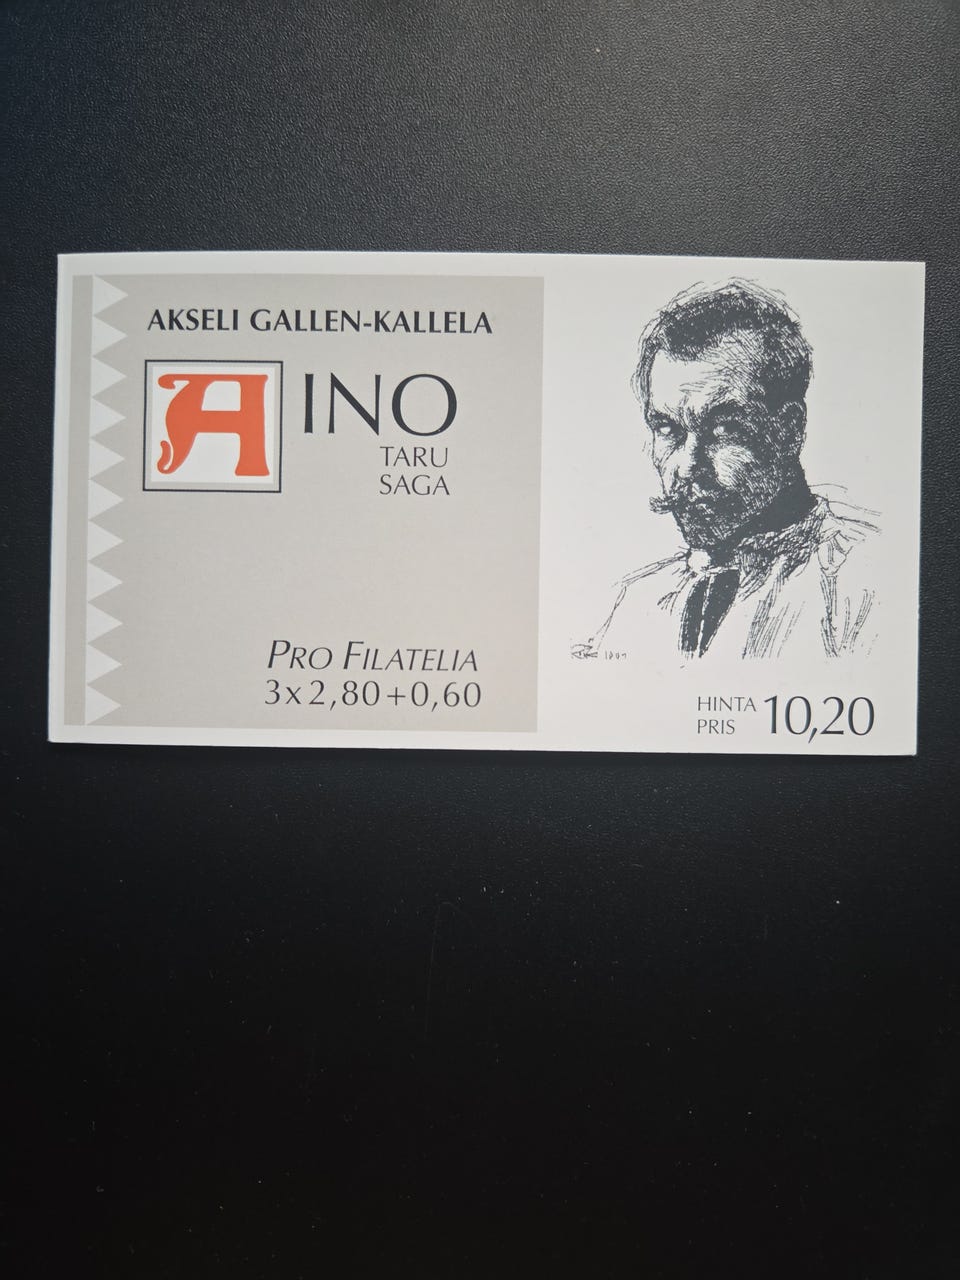 AKSELI GALLEN-KALLELA
AINO
TARU
SAGA
PRO FILATELIA
3x2,80+0,60
HINTA
PRIS
10,20